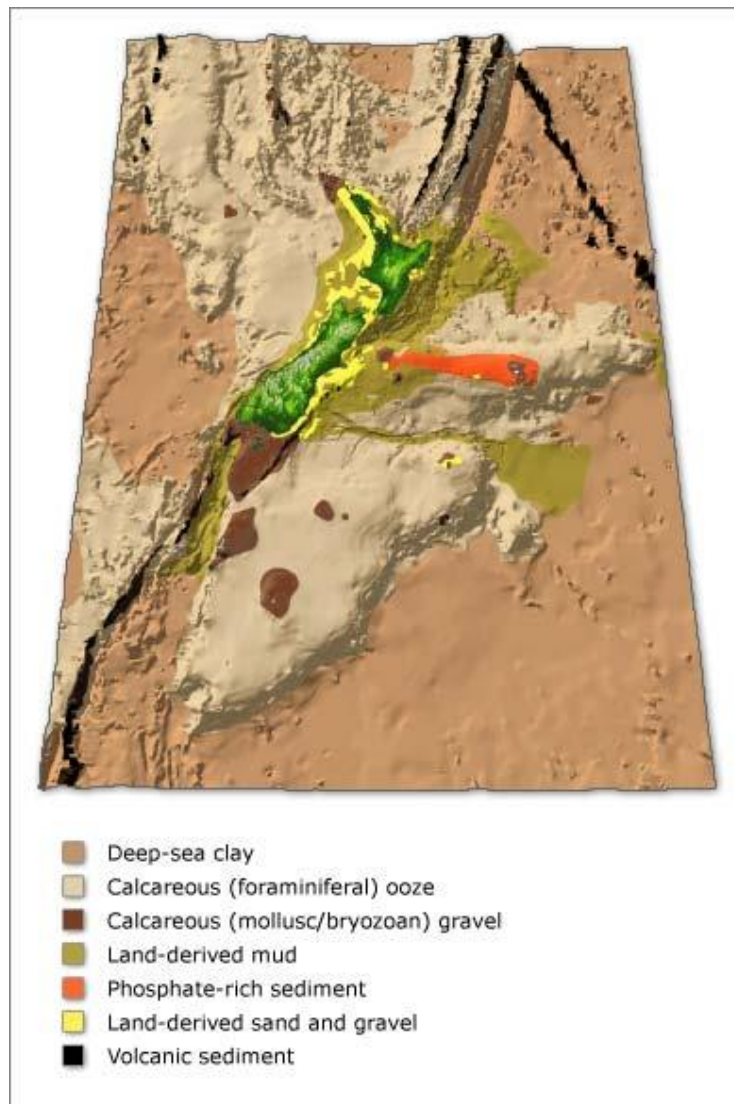 Deep-sea clay
Calcareous (foraminiferal) ooze
Calcareous (mollusc/bryozoan) gravel
Land-derived mud
Phosphate-rich sediment
Land-derived sand and gravel
Volcanic sediment